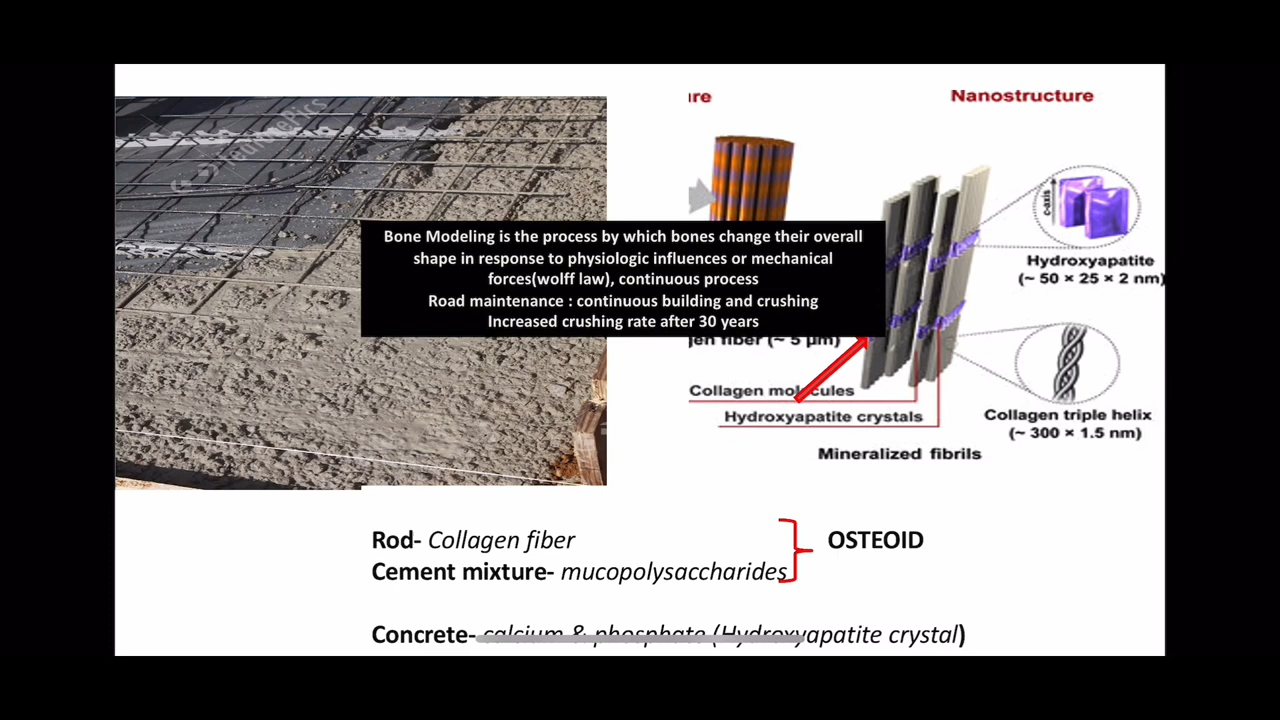 ure
Nanostructure
c-axis
Hydroxyapatite
(~ 50 × 25 × 2 nm)
Bone Modeling is the process by which bones change their overall
shape in response to physiologic influences or mechanical
forces(wolff law), continuous process
Road maintenance : continuous building and crushing
Increased crushing rate after 30 years
gen fiber (~ 5 μm)
Collagen molecules
Hydroxyapatite crystals
Collagen triple helix
(~ 300 × 1.5 nm)
Mineralized fibrils
Rod- Collagen fiber
OSTEOID
Cement mixture- mucopolysaccharides
Concrete- calcium & phosphate (Hydroxyapatite crystal)